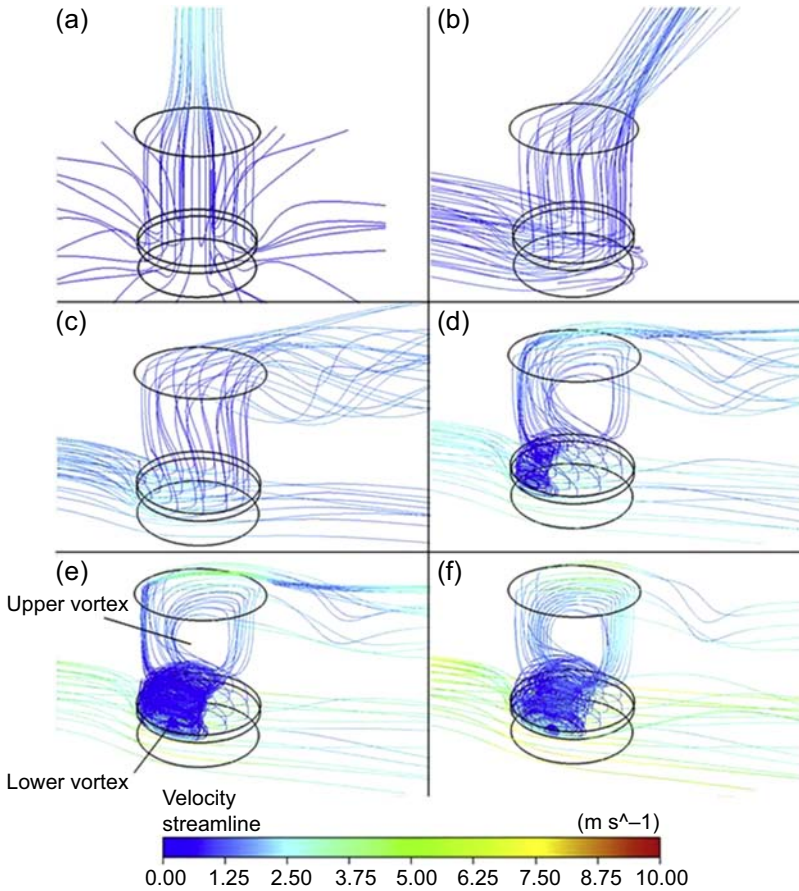 (a)
(b)
(c)
(d)
(e)
(f)
Upper vortex
Lower vortex
Velocity
streamline
(m s^–1)
0.00 1.25 2.50 3.75 5.00 6.25 7.50 8.75 10.00